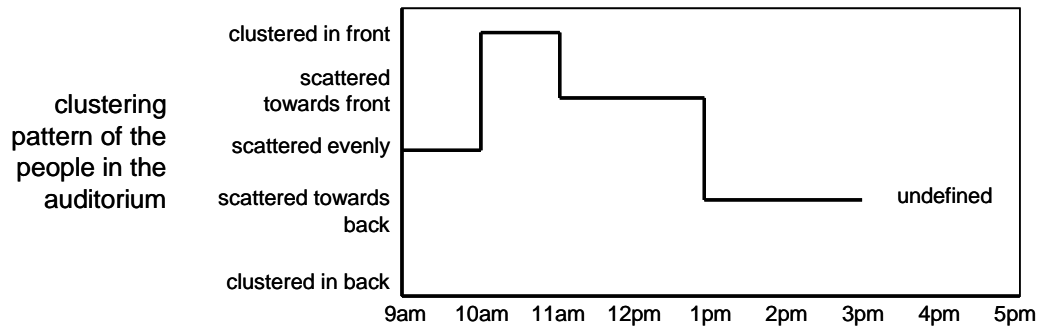 clustering
pattern of the
people in the
auditorium
clustered in front
scattered
towards front
scattered evenly
scattered towards
back
clustered in back
undefined
9am 10am 11am 12pm 1pm 2pm 3pm 4pm 5pm